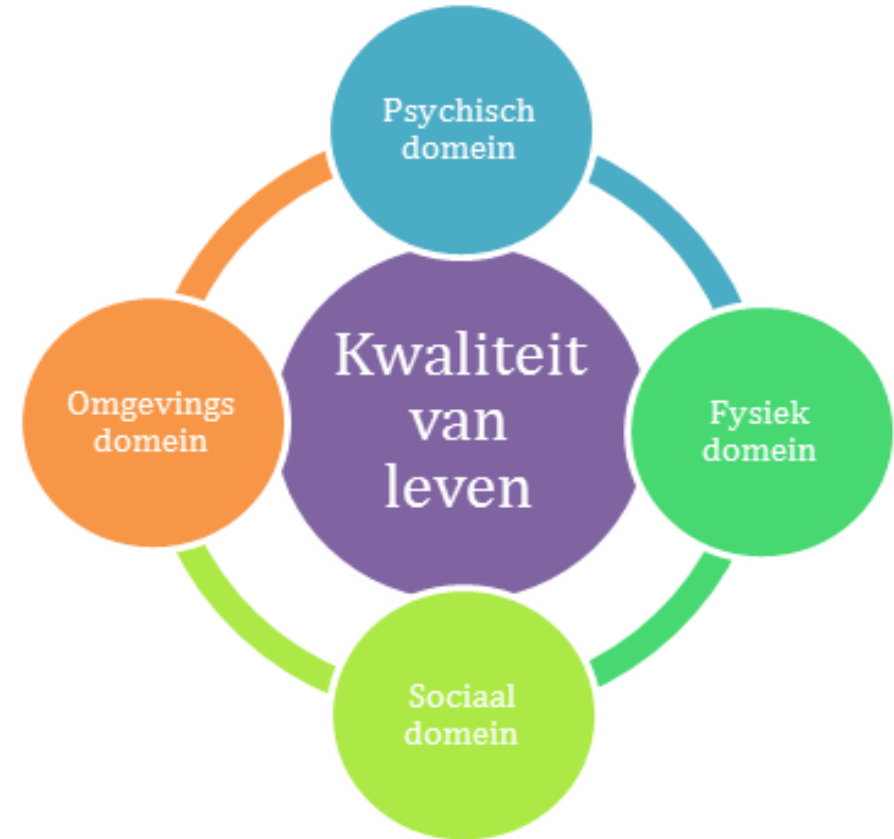 Psychisch
domein
Omgevings
domein
Kwaliteit
van
leven
Fysiek
domein
Sociaal
domein